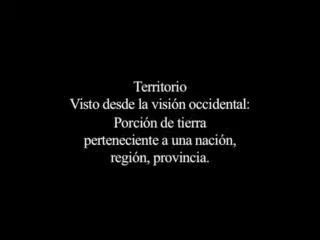 Territorio
Visto desde la visión occidental:
Porción de tierra
perteneciente a una nación,
región, provincia.